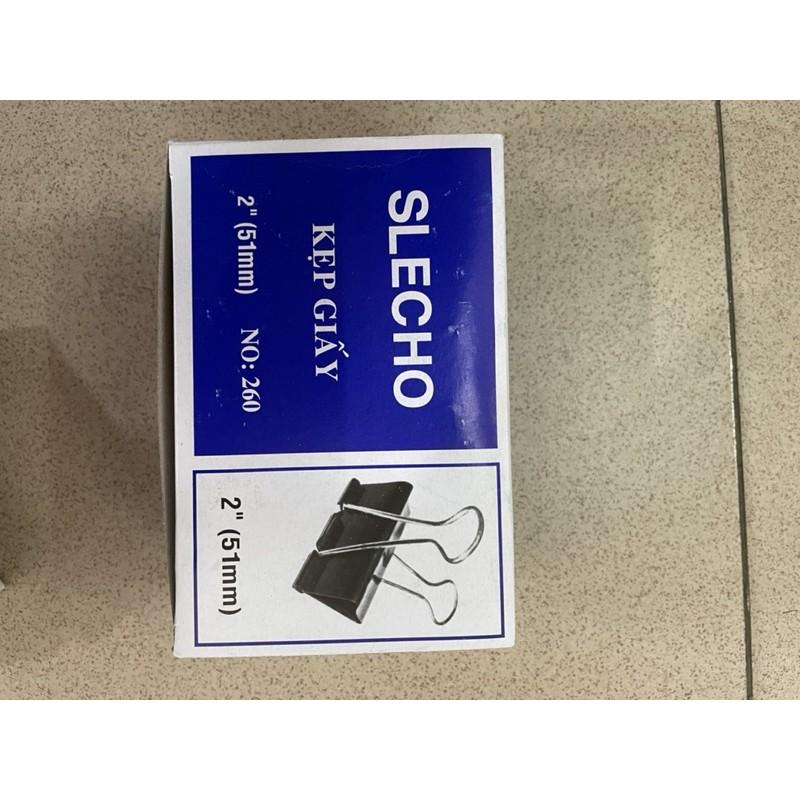 SLECHO
KẸP GIẤY
2" (51mm) NO: 260
2" (51mm)